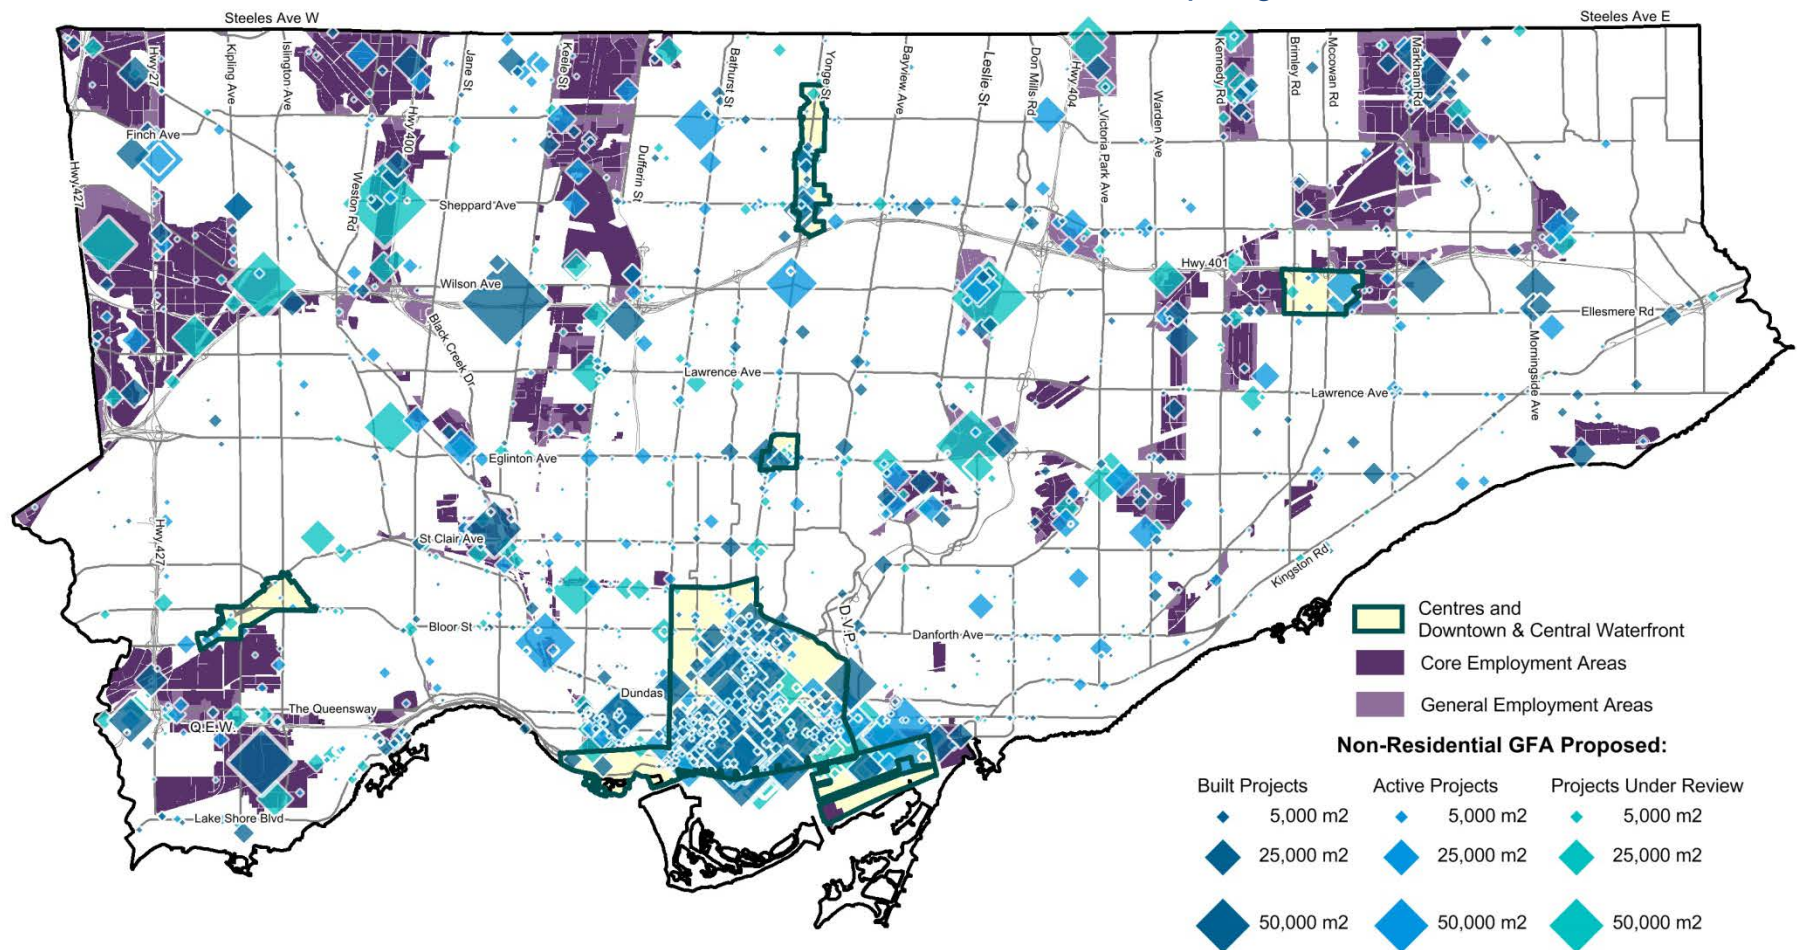 Steeles Ave W
Steeles Ave E
Hwy 27
Kipling Ave
Islington Ave
Hwy 400
Jane St
Keele St
Dufferin St
Bathurst St
Yonge St
Bayview Ave
Leslie St
Don Mills Rd
Hwy 404
Victoria Park Ave
Warden Ave
Kennedy Rd
Brimley Rd
Mccowan Rd
Markham Rd
Finch Ave
Hwy 427
Weston Rd
Sheppard Ave
Wilson Ave
Hwy 401
Ellesmere Rd
Black Creek Dr
Lawrence Ave
Lawrence Ave
Morningside Ave
Eglinton Ave
Hwy 427
St Clair Ave
Kingston Rd
D.V.P.
Bloor St
Danforth Ave
Dundas
The Queensway
Q.E.W.
Lake Shore Blvd
Centres and
Downtown & Central Waterfront
Core Employment Areas
General Employment Areas
Non-Residential GFA Proposed:
Built Projects Active Projects Projects Under Review
5,000 m2 5,000 m2 5,000 m2
25,000 m2 25,000 m2 25,000 m2
50,000 m2 50,000 m2 50,000 m2